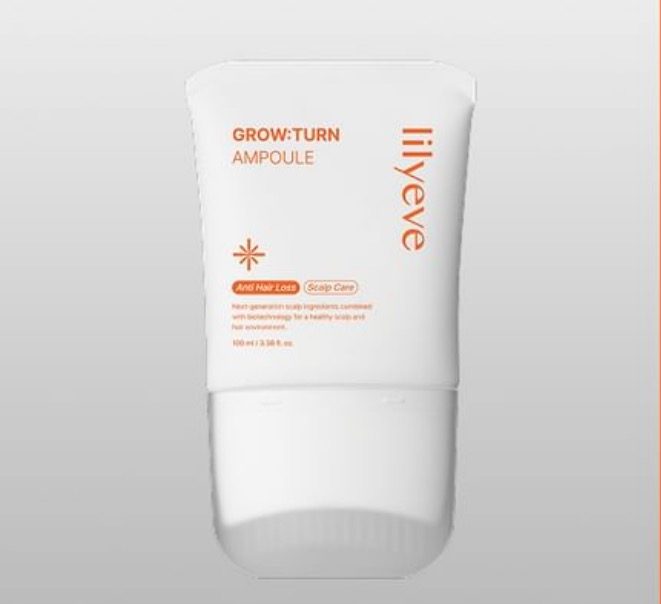 GROW:TURN
AMPOULE
lilyeve
Anti Hair Loss Scalp Care
Next-generation scalp ingredients combined
with biotechnology for a healthy scalp and
hair environment.
100 ml / 3.38 fl. oz.